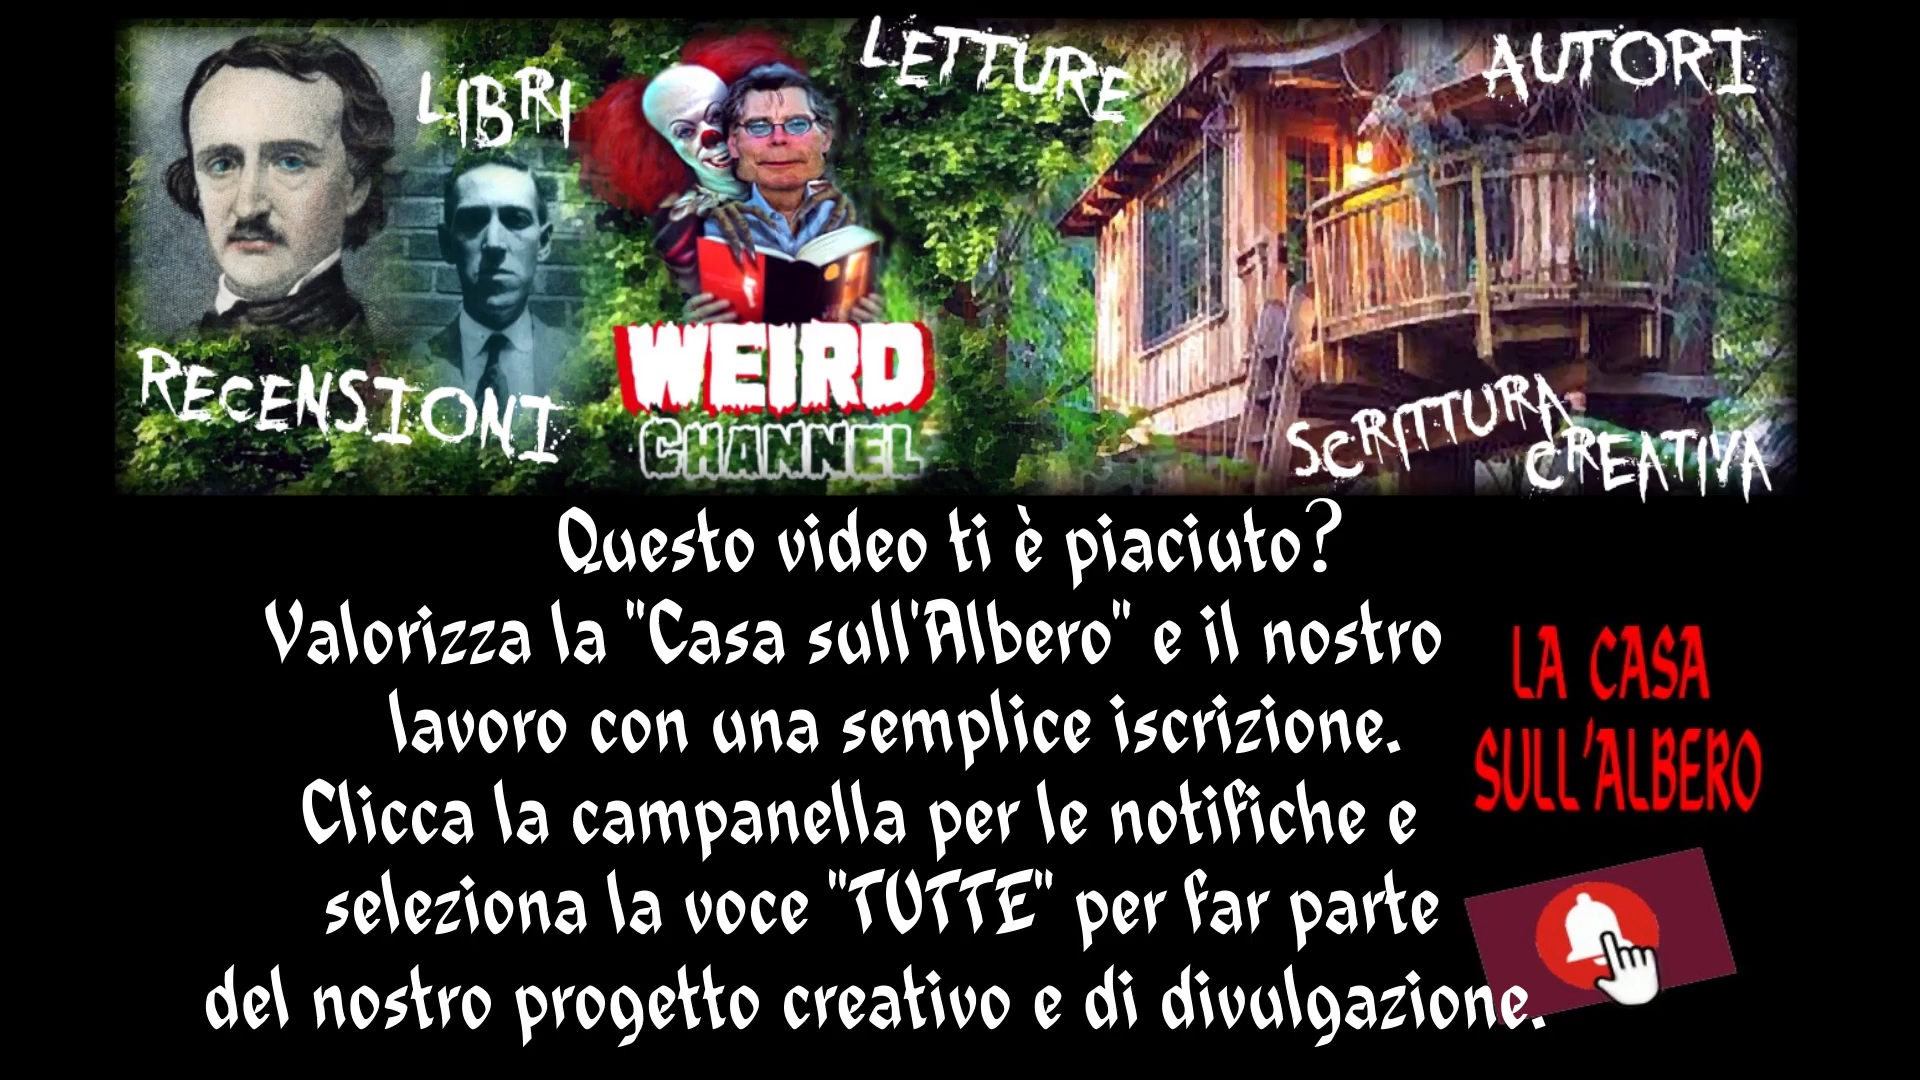 LIBRI
LETTURE
AUTORI
RECENSIONI
WEIRD
CHANNEL
SCRITTURA
CREATIVA
Questo video ti è piaciuto?
Valorizza la "Casa sull'Albero" e il nostro
lavoro con una semplice iscrizione.
Clicca la campanella per le notifiche e
seleziona la voce "TUTTE" per far parte
del nostro progetto creativo e di divulgazione.
LA CASA
SULL'ALBERO